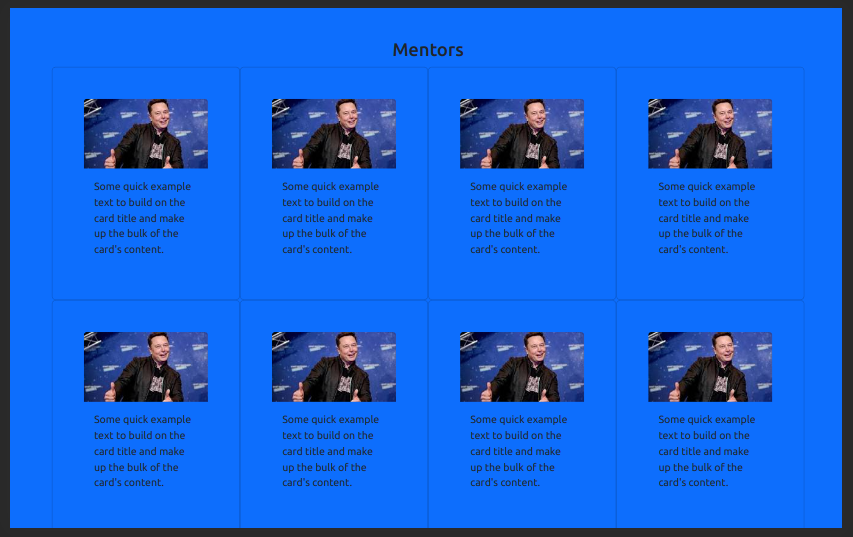 Mentors
Some quick example
text to build on the
card title and make
up the bulk of the
card's content.
Some quick example
text to build on the
card title and make
up the bulk of the
card's content.
Some quick example
text to build on the
card title and make
up the bulk of the
card's content.
Some quick example
text to build on the
card title and make
up the bulk of the
card's content.
Some quick example
text to build on the
card title and make
up the bulk of the
card's content.
Some quick example
text to build on the
card title and make
up the bulk of the
card's content.
Some quick example
text to build on the
card title and make
up the bulk of the
card's content.
Some quick example
text to build on the
card title and make
up the bulk of the
card's content.